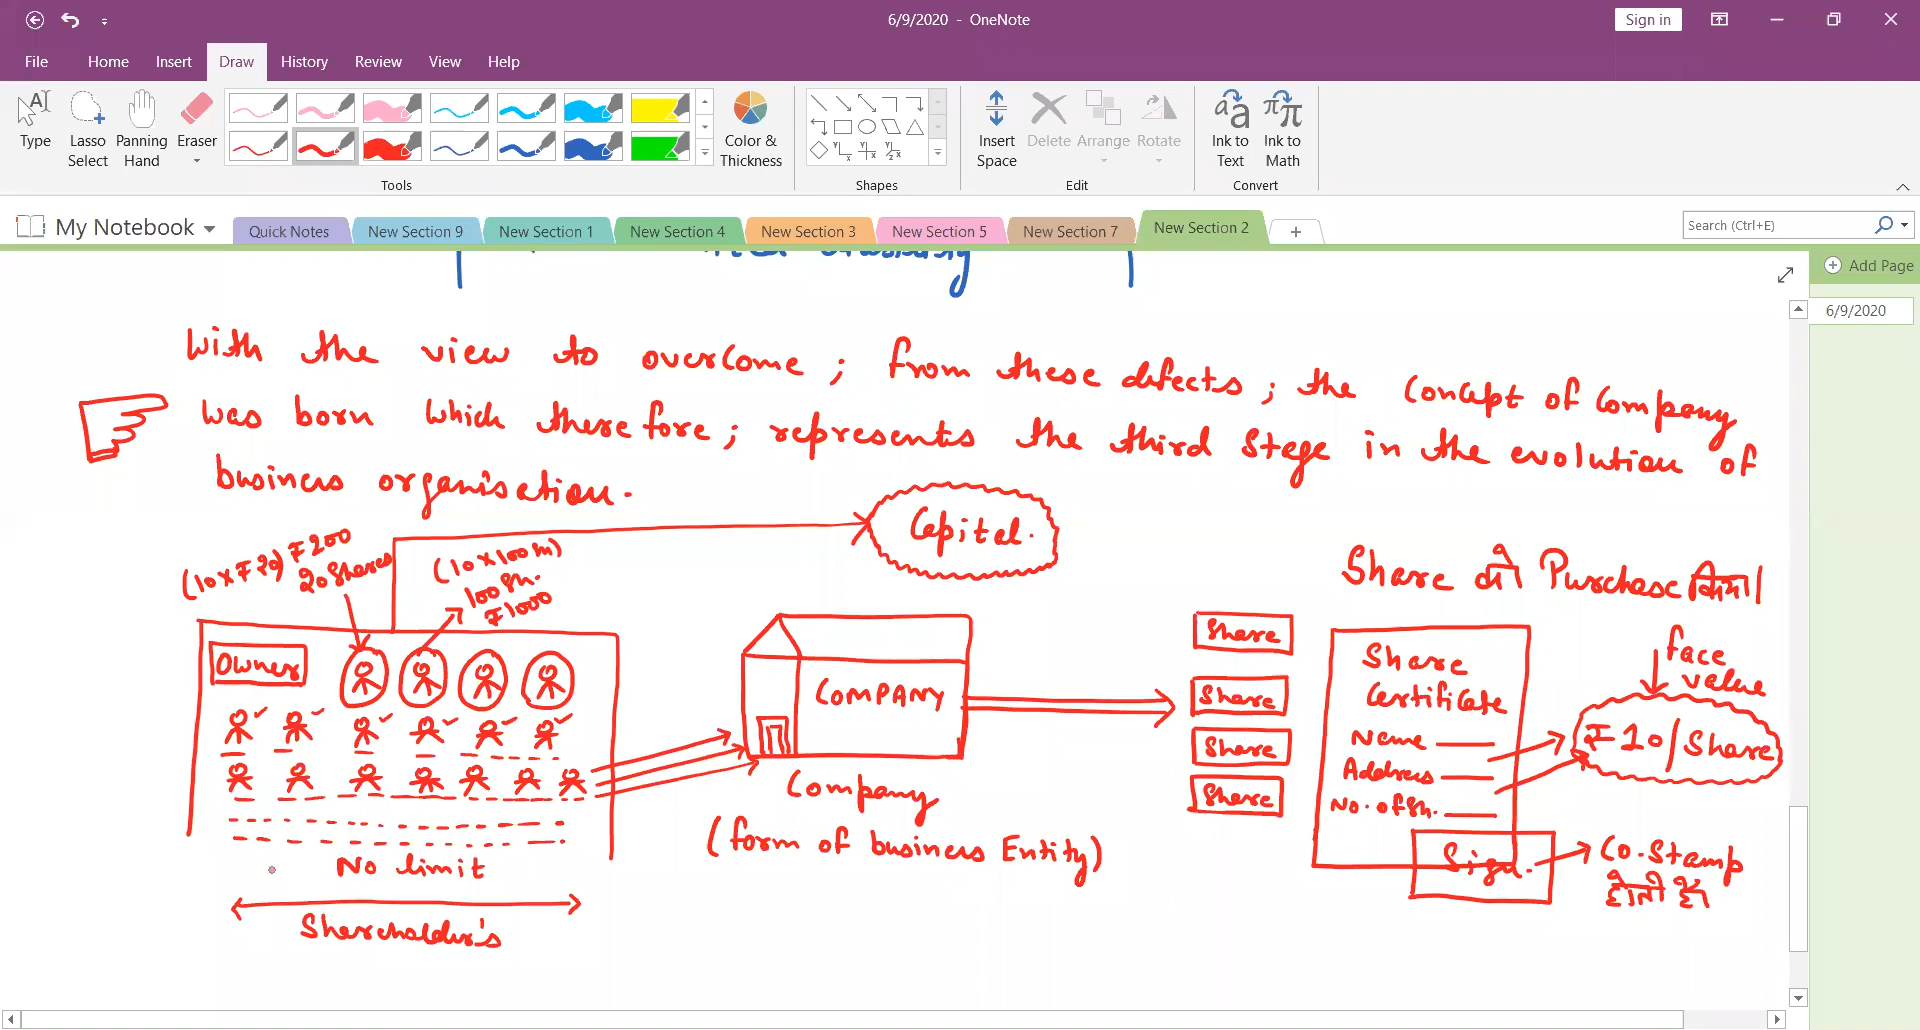 6/9/2020 - OneNote
Sign in
File Home Insert Draw History Review View Help
Type
Lasso Select
Panning Hand
Eraser
Color & Thickness
Insert Space
Delete
Arrange
Rotate
Ink to Text
Ink to Math
Tools
Shapes
Edit
Convert
My Notebook
Quick Notes
New Section 9
New Section 1
New Section 4
New Section 3
New Section 5
New Section 7
New Section 2
Search (Ctrl+E)
Add Page
6/9/2020
With the view to overcome ; from these defects ; the concept of company
was born which therefore ; represents the third stage in the evolution of
business organisation.
Capital.
(10x₹20) ₹200
20 Shares
(10x100m)
100 Sh.
₹1000
Share को Purchase किया
Owner
COMPANY
Company
(form of business Entity)
Share
Share
Share
Share
Share
Certificate
Name
Address
No. of Sh.
Sign.
face
value
₹10/Share
Co. Stamp
होती है
No limit
Shareholder's